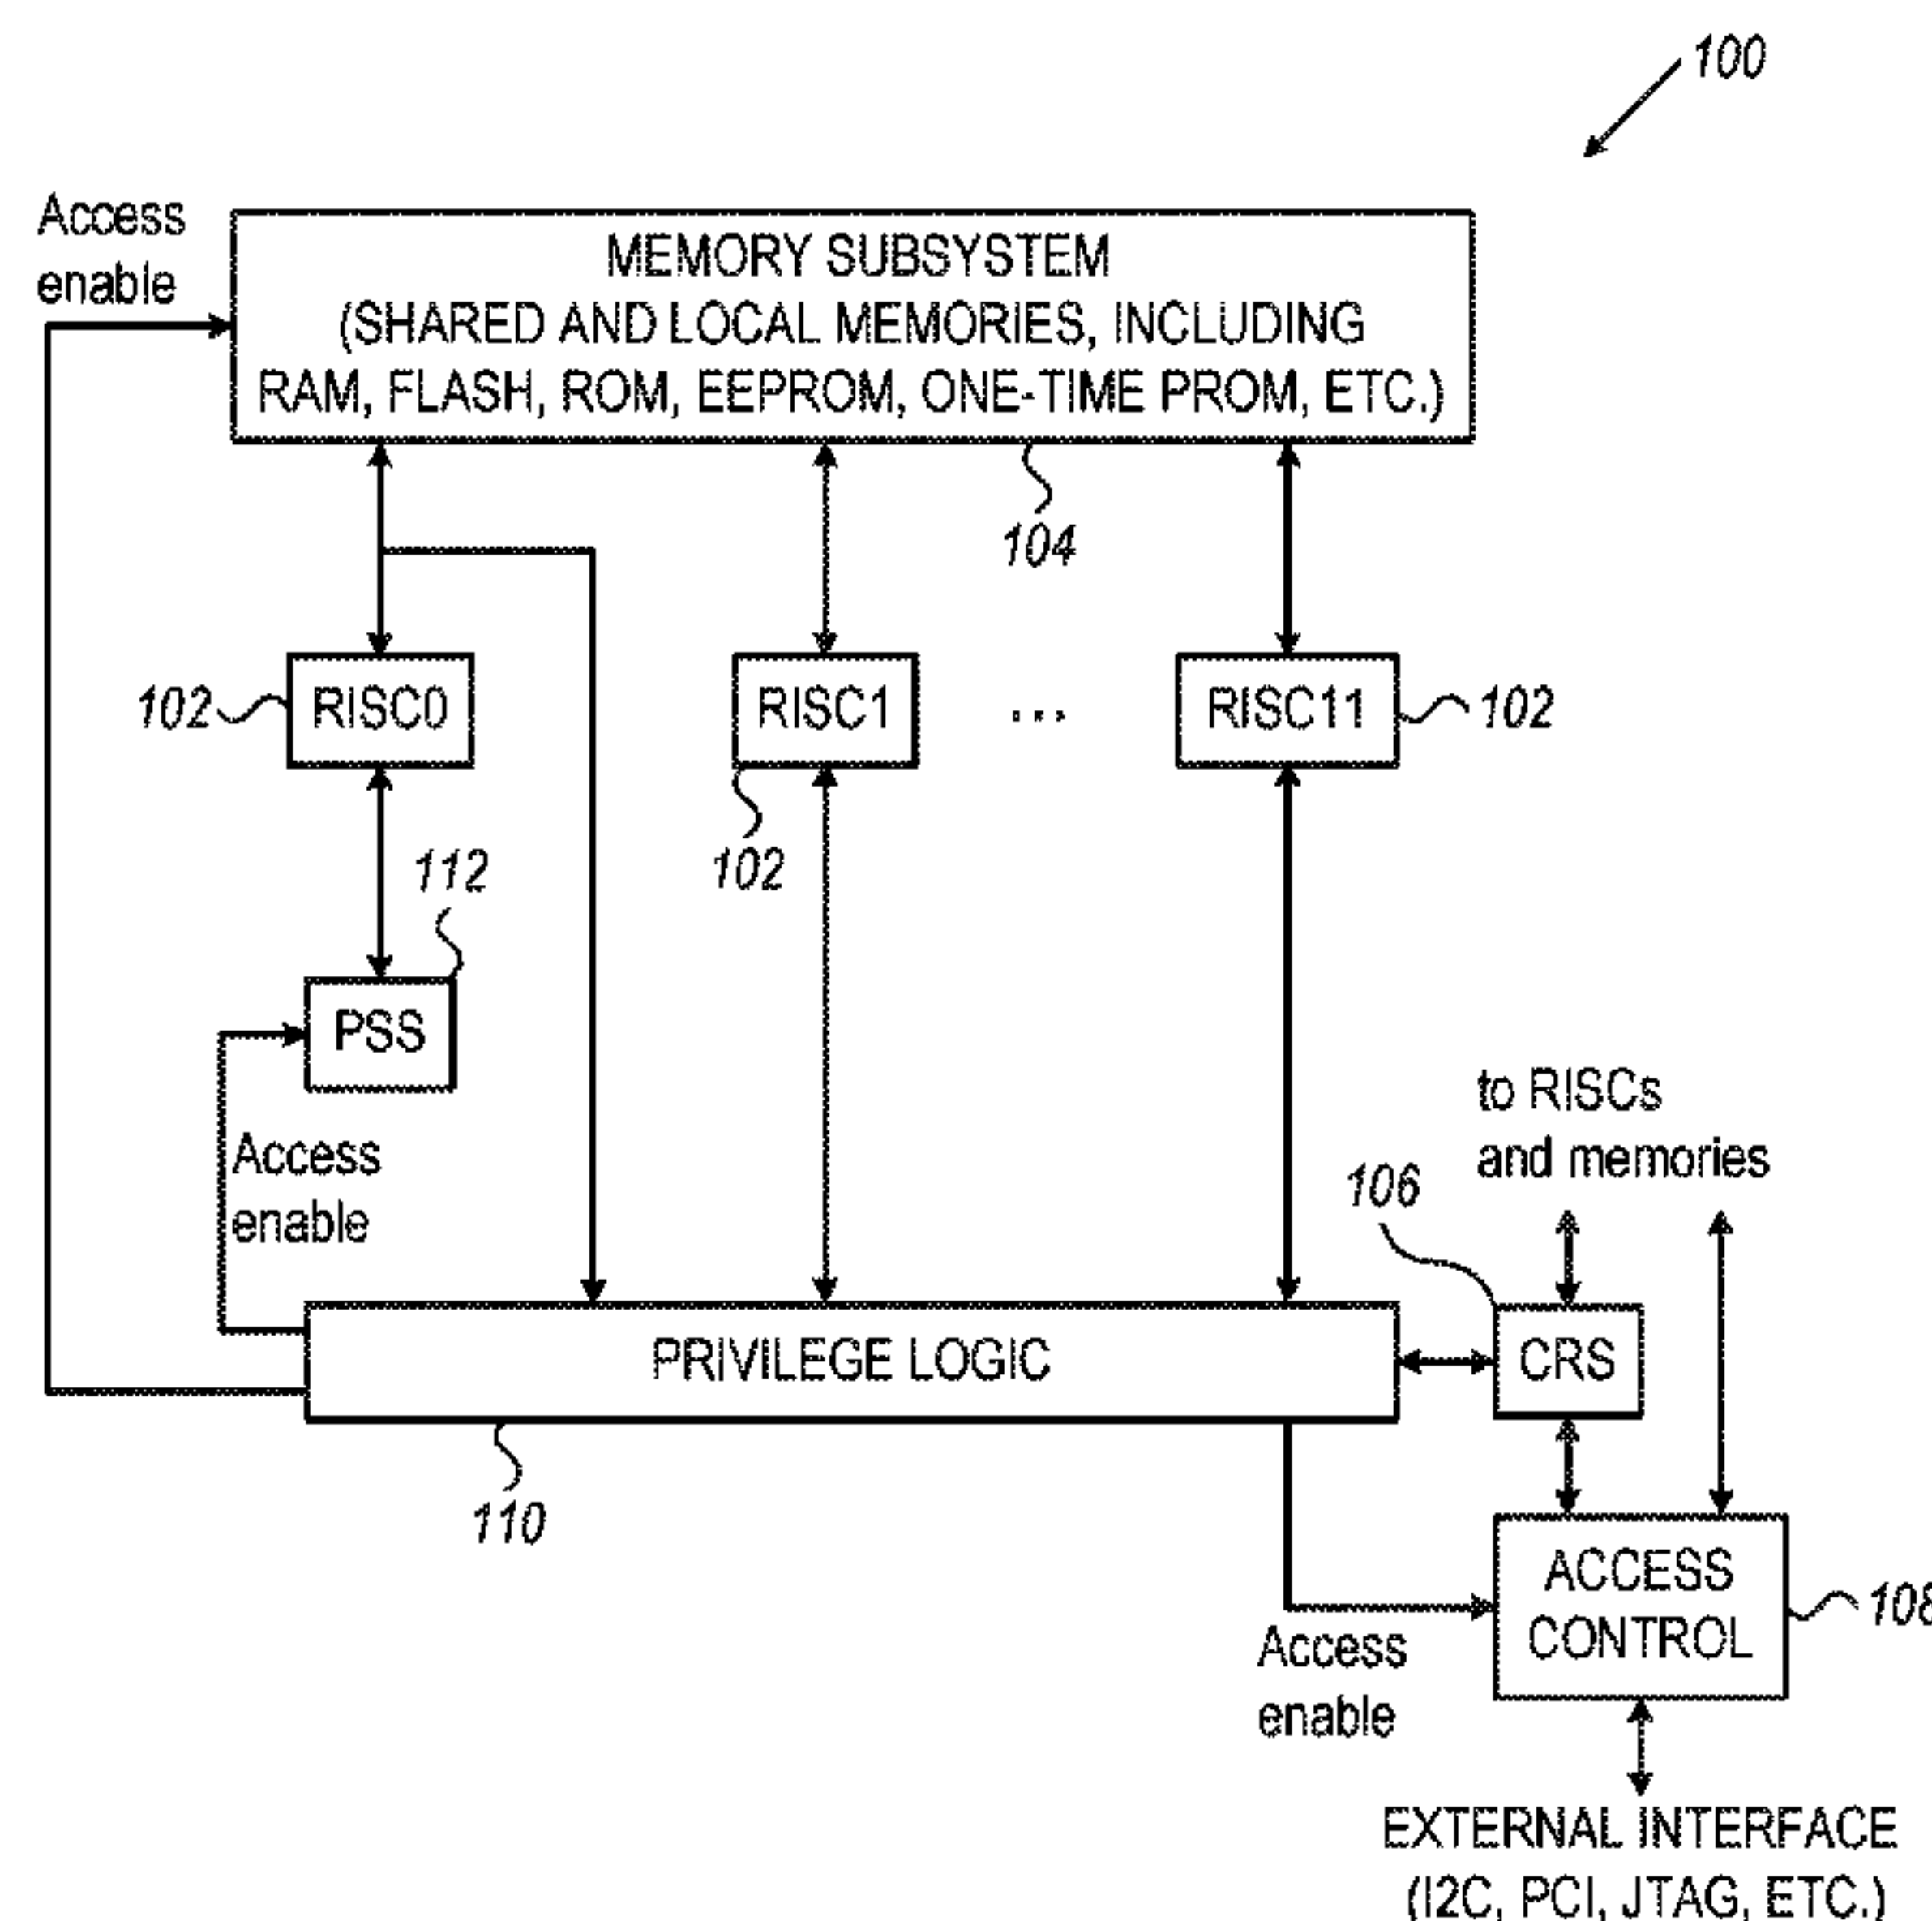 100
Access
enable
MEMORY SUBSYSTEM
(SHARED AND LOCAL MEMORIES, INCLUDING
RAM, FLASH, ROM, EEPROM, ONE-TIME PROM, ETC.)
104
102
RISC0
RISC1
...
RISC11
102
102
112
PSS
Access
enable
to RISCs
and memories
106
PRIVILEGE LOGIC
CRS
110
ACCESS
CONTROL
108
Access
enable
EXTERNAL INTERFACE
(I2C, PCI, JTAG, ETC.)